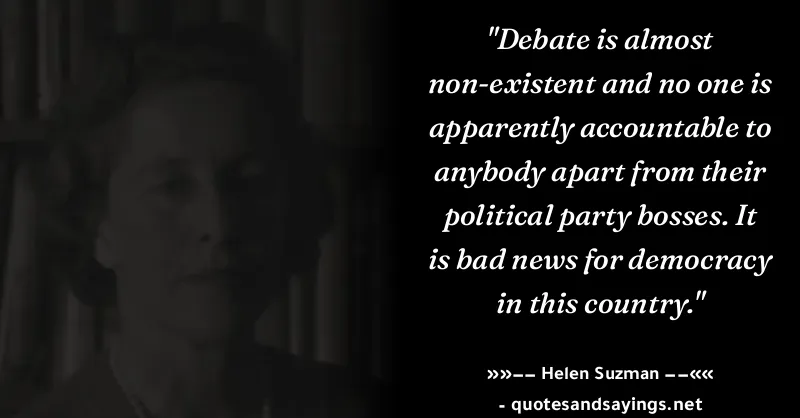 "Debate is almost
non-existent and no one is
apparently accountable to
anybody apart from their
political party bosses. It
is bad news for democracy
in this country."
»»−− Helen Suzman −−««
- quotesandsayings.net